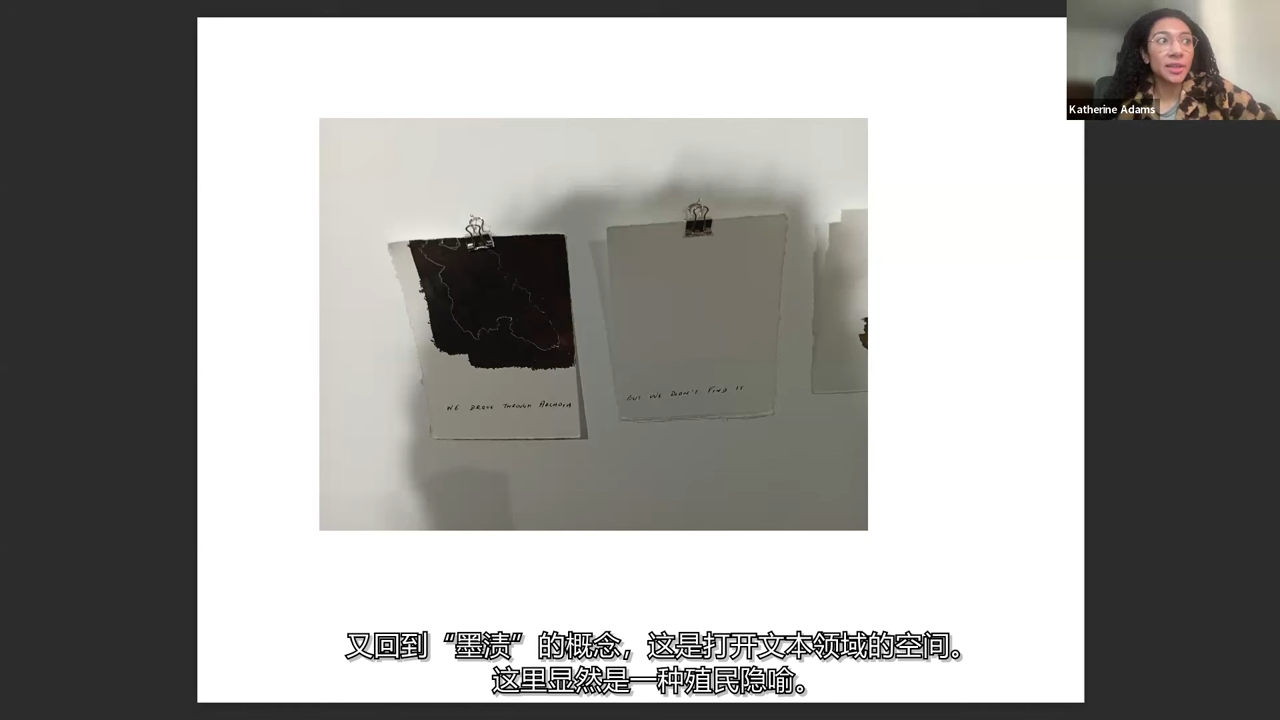 Katherine Adams
WE DROVE THROUGH ARCADIA
BUT WE DIDN'T FIND IT
又回到“墨渍”的概念，这是打开文本领域的空间。
这里显然是一种殖民隐喻。